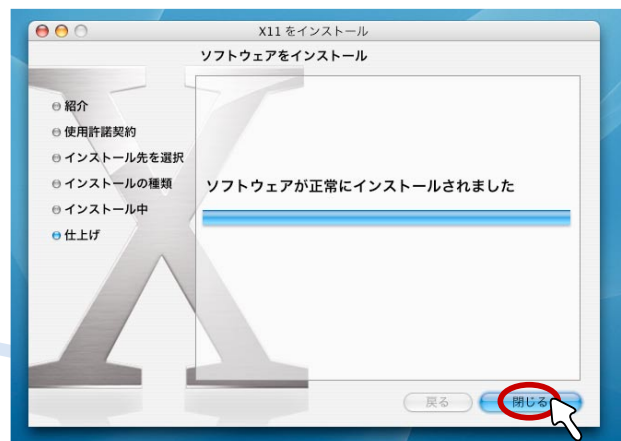 X11 をインストール
ソフトウェアをインストール
紹介
使用許諾契約
インストール先を選択
インストールの種類
インストール中
仕上げ
ソフトウェアが正常にインストールされました
戻る
閉じる